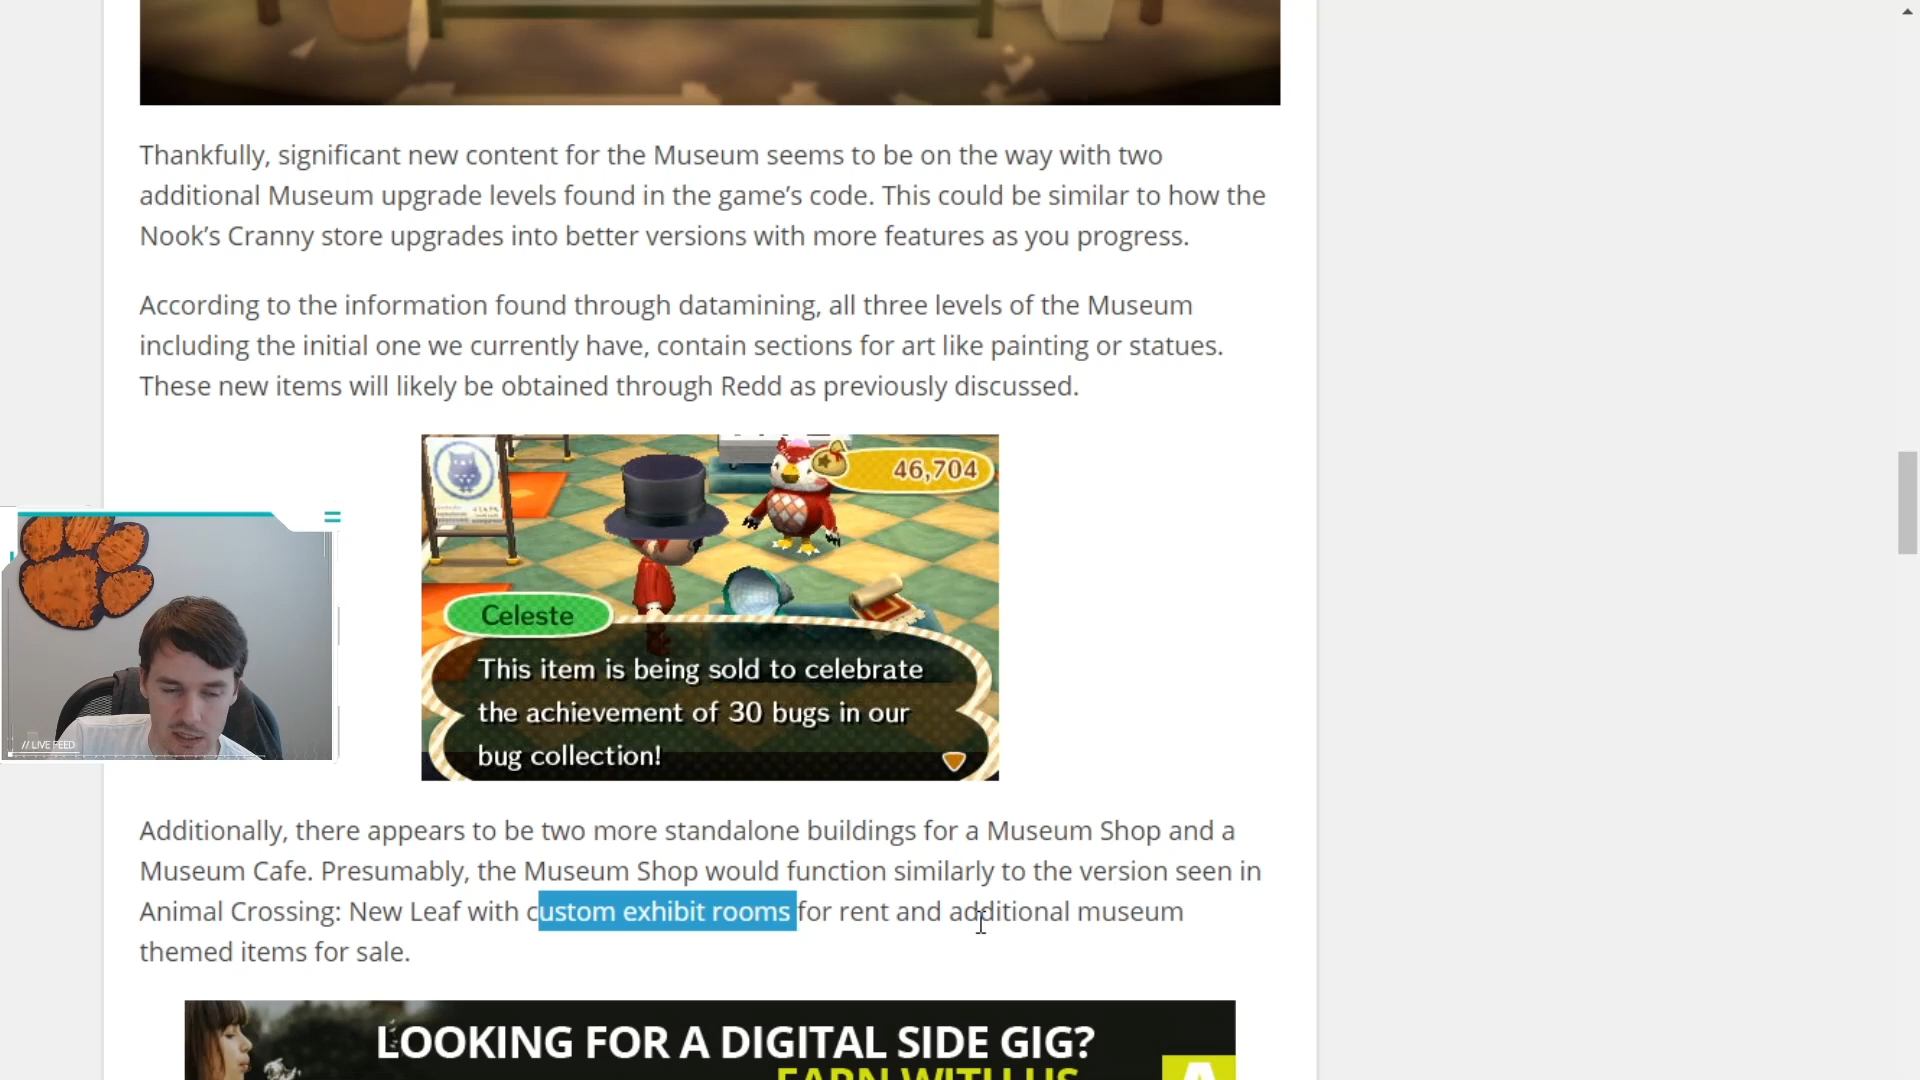 Thankfully, significant new content for the Museum seems to be on the way with two
additional Museum upgrade levels found in the game’s code. This could be similar to how the
Nook’s Cranny store upgrades into better versions with more features as you progress.
According to the information found through datamining, all three levels of the Museum
including the initial one we currently have, contain sections for art like painting or statues.
These new items will likely be obtained through Redd as previously discussed.
46,704
Celeste
This item is being sold to celebrate
the achievement of 30 bugs in our
bug collection!
// LIVE FEED
Additionally, there appears to be two more standalone buildings for a Museum Shop and a
Museum Cafe. Presumably, the Museum Shop would function similarly to the version seen in
Animal Crossing: New Leaf with custom exhibit rooms for rent and additional museum
themed items for sale.
LOOKING FOR A DIGITAL SIDE GIG?
EARN WITH US